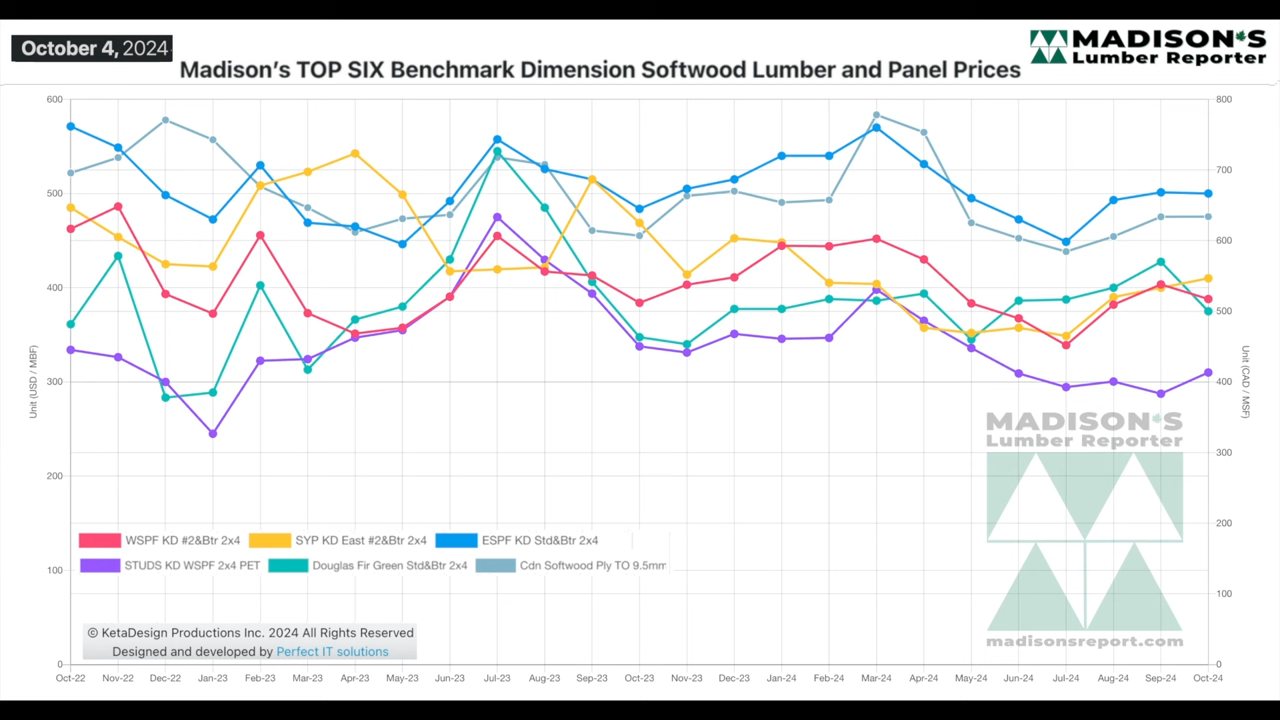 October 4, 2024
MADISON'S
Lumber Reporter
Madison's TOP SIX Benchmark Dimension Softwood Lumber and Panel Prices
600
500
400
300
200
100
0
Unit (USD / MBF)
800
700
600
500
400
300
200
100
0
Unit (CAD / MSF)
MADISON'S
Lumber Reporter
madisonsreport.com
WSPF KD #2&Btr 2x4
SYP KD East #2&Btr 2x4
ESPF KD Std&Btr 2x4
STUDS KD WSPF 2x4 PET
Douglas Fir Green Std&Btr 2x4
Cdn Softwood Ply TO 9.5mm
© KetaDesign Productions Inc. 2024 All Rights Reserved
Designed and developed by Perfect IT solutions
Oct-22 Nov-22 Dec-22 Jan-23 Feb-23 Mar-23 Apr-23 May-23 Jun-23 Jul-23 Aug-23 Sep-23 Oct-23 Nov-23 Dec-23 Jan-24 Feb-24 Mar-24 Apr-24 May-24 Jun-24 Jul-24 Aug-24 Sep-24 Oct-24